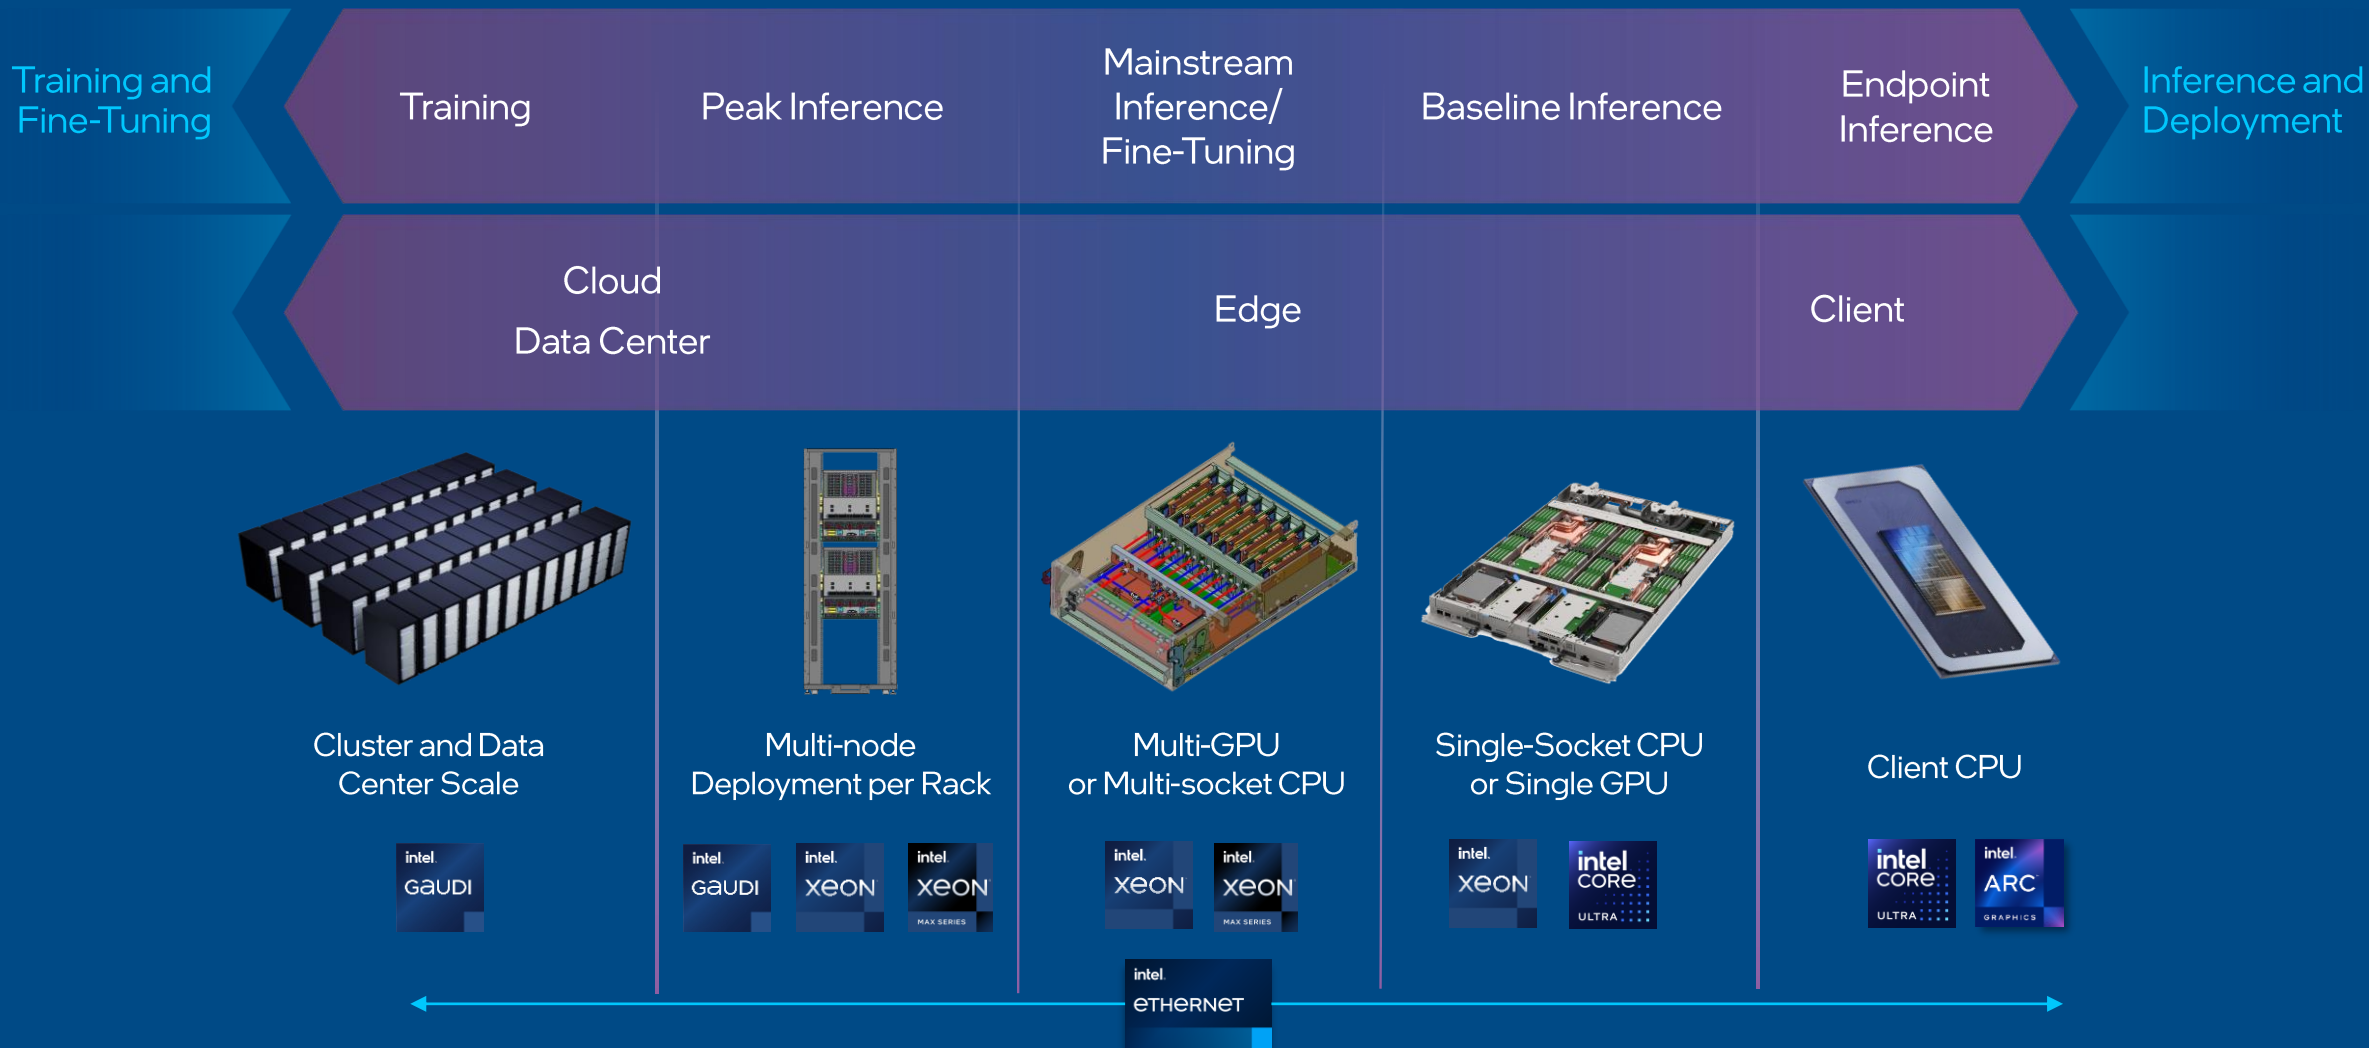 Training and
Fine-Tuning
Training
Peak Inference
Mainstream
Inference/
Fine-Tuning
Baseline Inference
Endpoint
Inference
Inference and
Deployment
Cloud
Data Center
Edge
Client
Cluster and Data
Center Scale
Multi-node
Deployment per Rack
Multi-GPU
or Multi-socket CPU
Single-Socket CPU
or Single GPU
Client CPU
intel.
GAUDI
intel.
GAUDI
intel.
XEON
intel.
XEON
MAX SERIES
intel.
XEON
intel.
XEON
MAX SERIES
intel.
XEON
intel
CORE
ULTRA
intel
CORE
ULTRA
intel.
ARC
GRAPHICS
intel.
ETHERNET